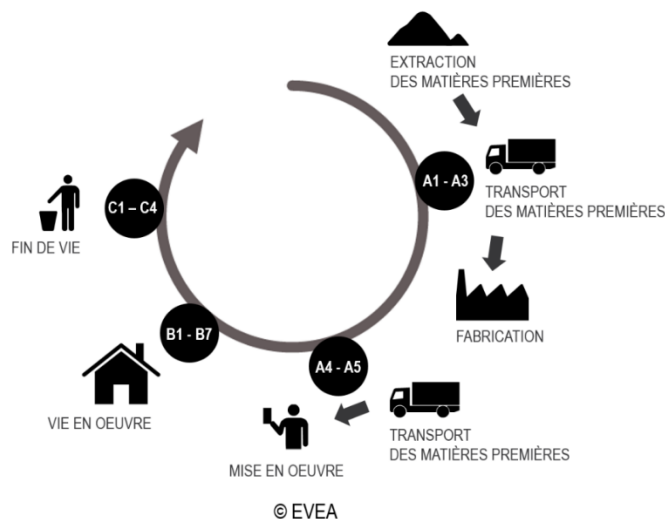 EXTRACTION
DES MATIÈRES PREMIÈRES
A1 - A3
TRANSPORT
DES MATIÈRES PREMIÈRES
FABRICATION
A4 - A5
TRANSPORT
DES MATIÈRES PREMIÈRES
MISE EN OEUVRE
B1 - B7
VIE EN OEUVRE
C1 – C4
FIN DE VIE
© EVEA